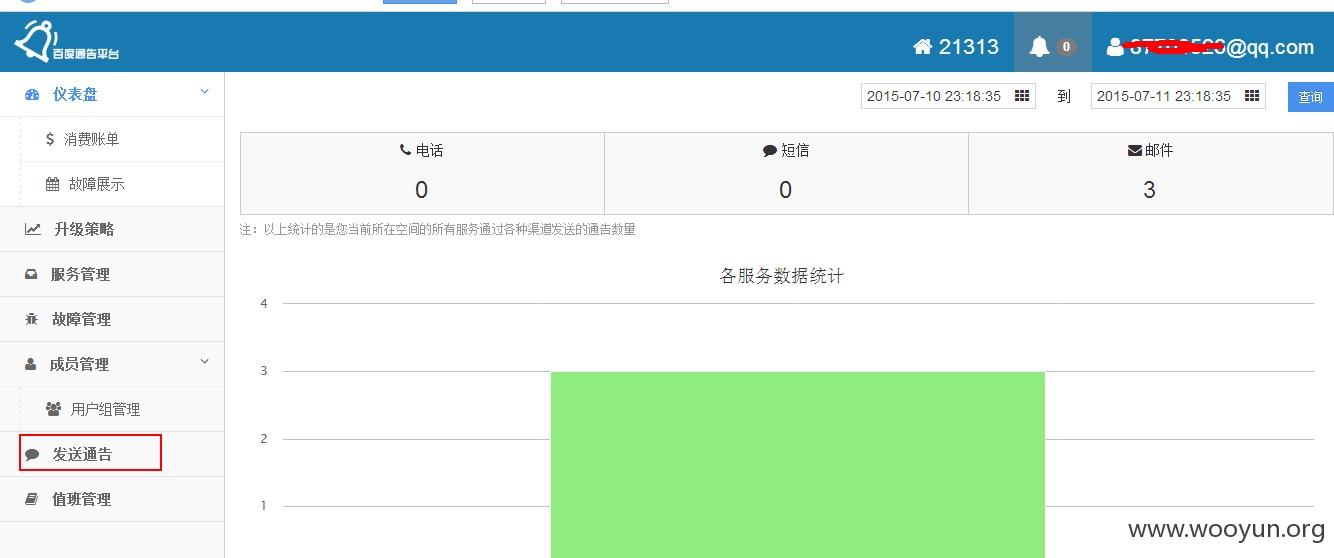 百度通告平台
21313
0
@qq.com
仪表盘
消费账单
故障展示
升级策略
服务管理
故障管理
成员管理
用户组管理
发送通告
值班管理
2015-07-10 23:18:35 到 2015-07-11 23:18:35 查询
电话 短信 邮件
0 0 3
注：以上统计的是您当前所在空间的所有服务通过各种渠道发送的通告数量
各服务数据统计
4
3
2
1
www.wooyun.org